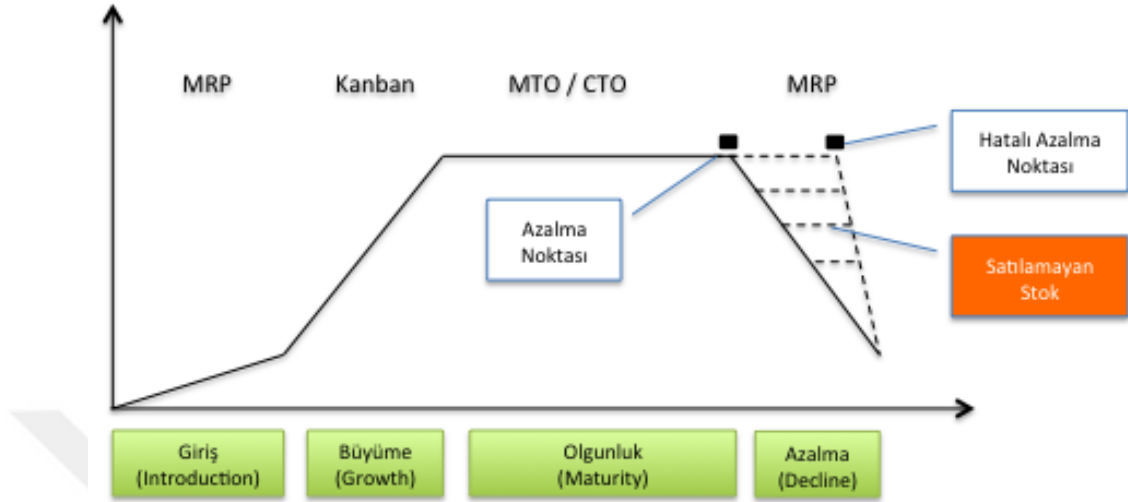 MRP
Kanban
MTO / CTO
MRP
Hatalı Azalma
Noktası
Azalma
Noktası
Satılamayan
Stok
Giriş
(Introduction)
Büyüme
(Growth)
Olgunluk
(Maturity)
Azalma
(Decline)